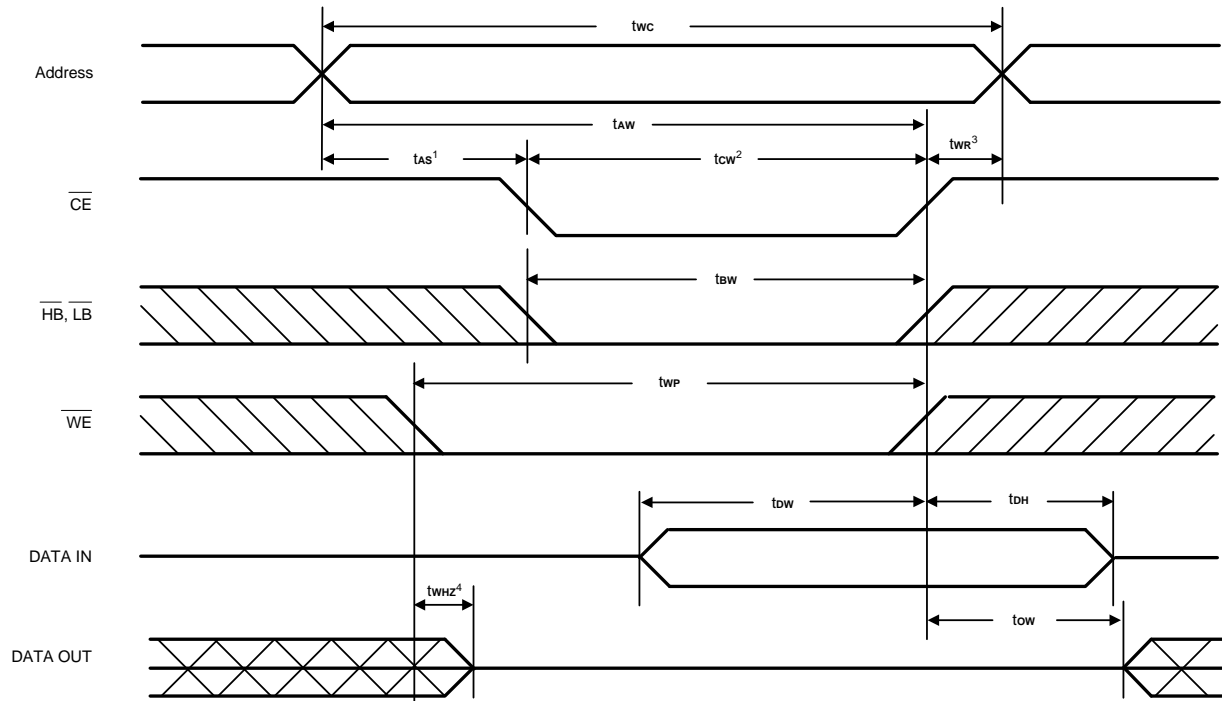 tWC
Address
tAW
tAS¹ tCW² tWR³
CE
tBW
HB, LB
tWP
WE
tDW tDH
DATA IN
tWHZ⁴
tOW
DATA OUT